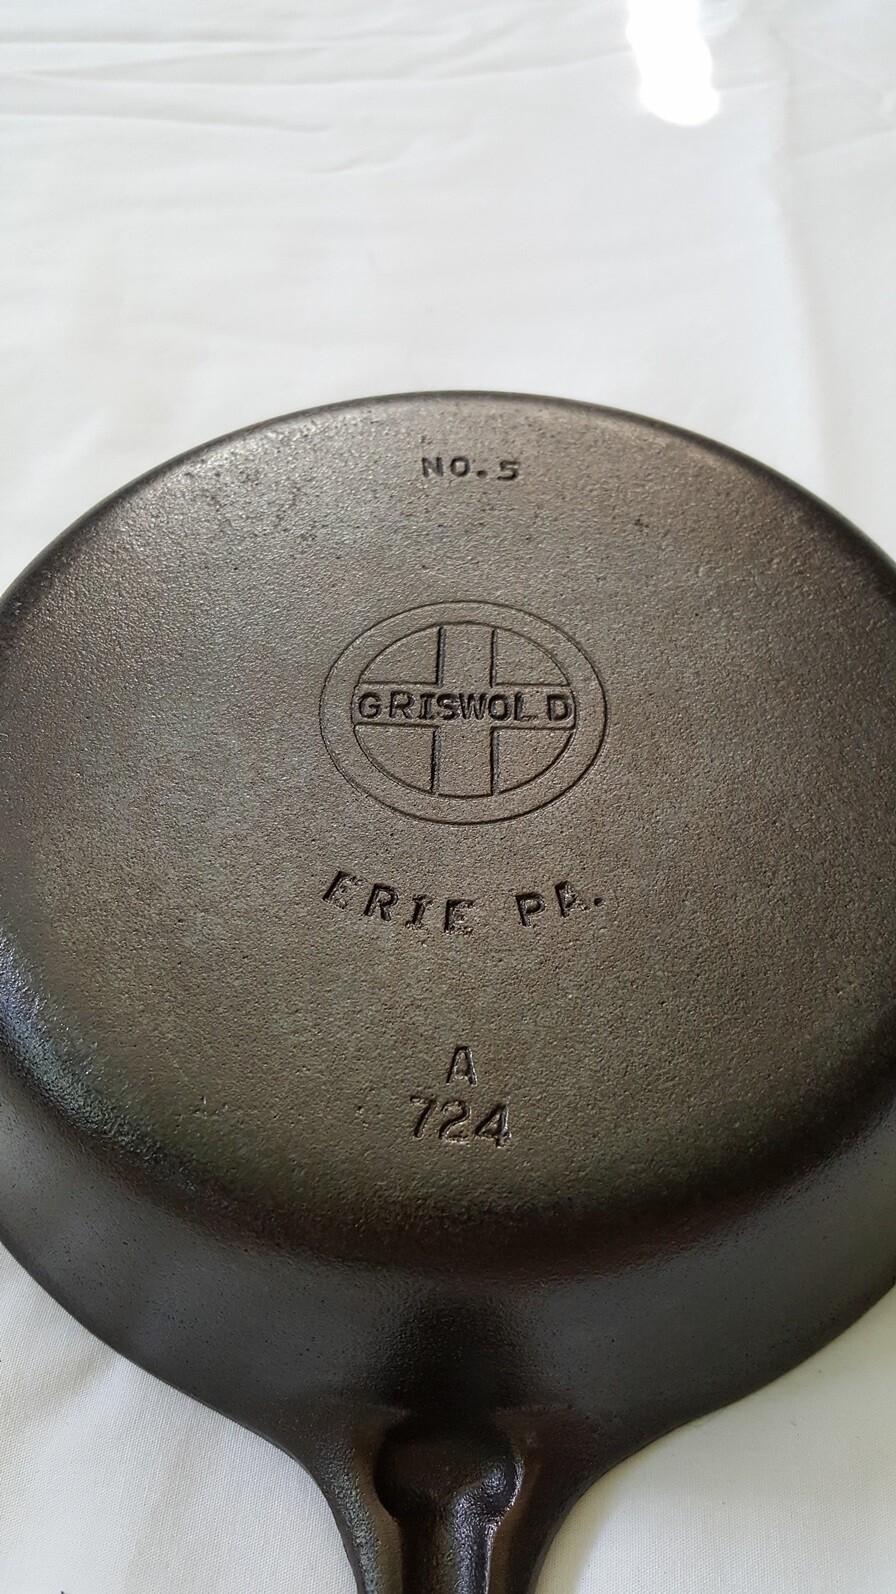 NO.5
GRISWOLD
ERIE PA.
A
724